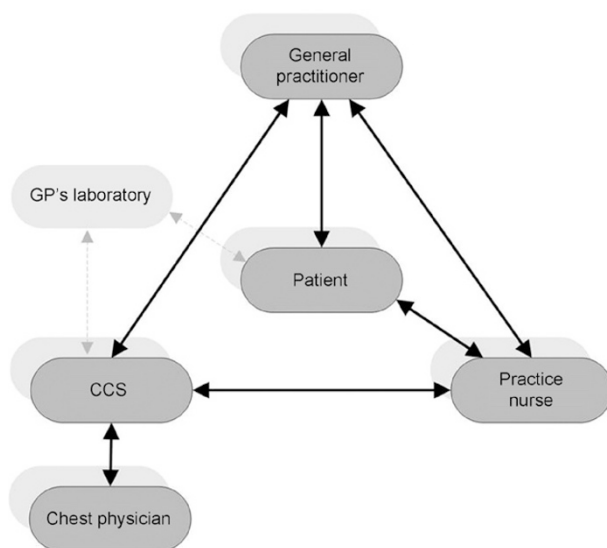 General
practitioner
GP's laboratory
Patient
CCS
Practice
nurse
Chest physician